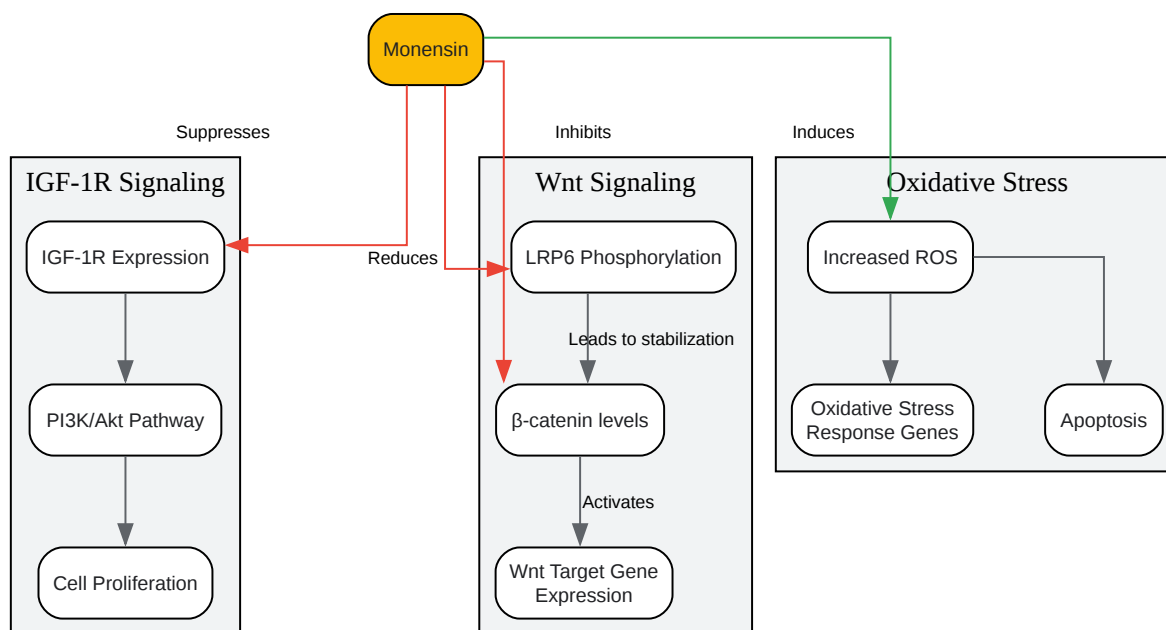 Monensin
Suppresses
Inhibits
Induces
IGF-1R Signaling
Wnt Signaling
Oxidative Stress
IGF-1R Expression
Reduces
LRP6 Phosphorylation
Increased ROS
Leads to stabilization
PI3K/Akt Pathway
β-catenin levels
Oxidative Stress
Response Genes
Apoptosis
Activates
Cell Proliferation
Wnt Target Gene
Expression